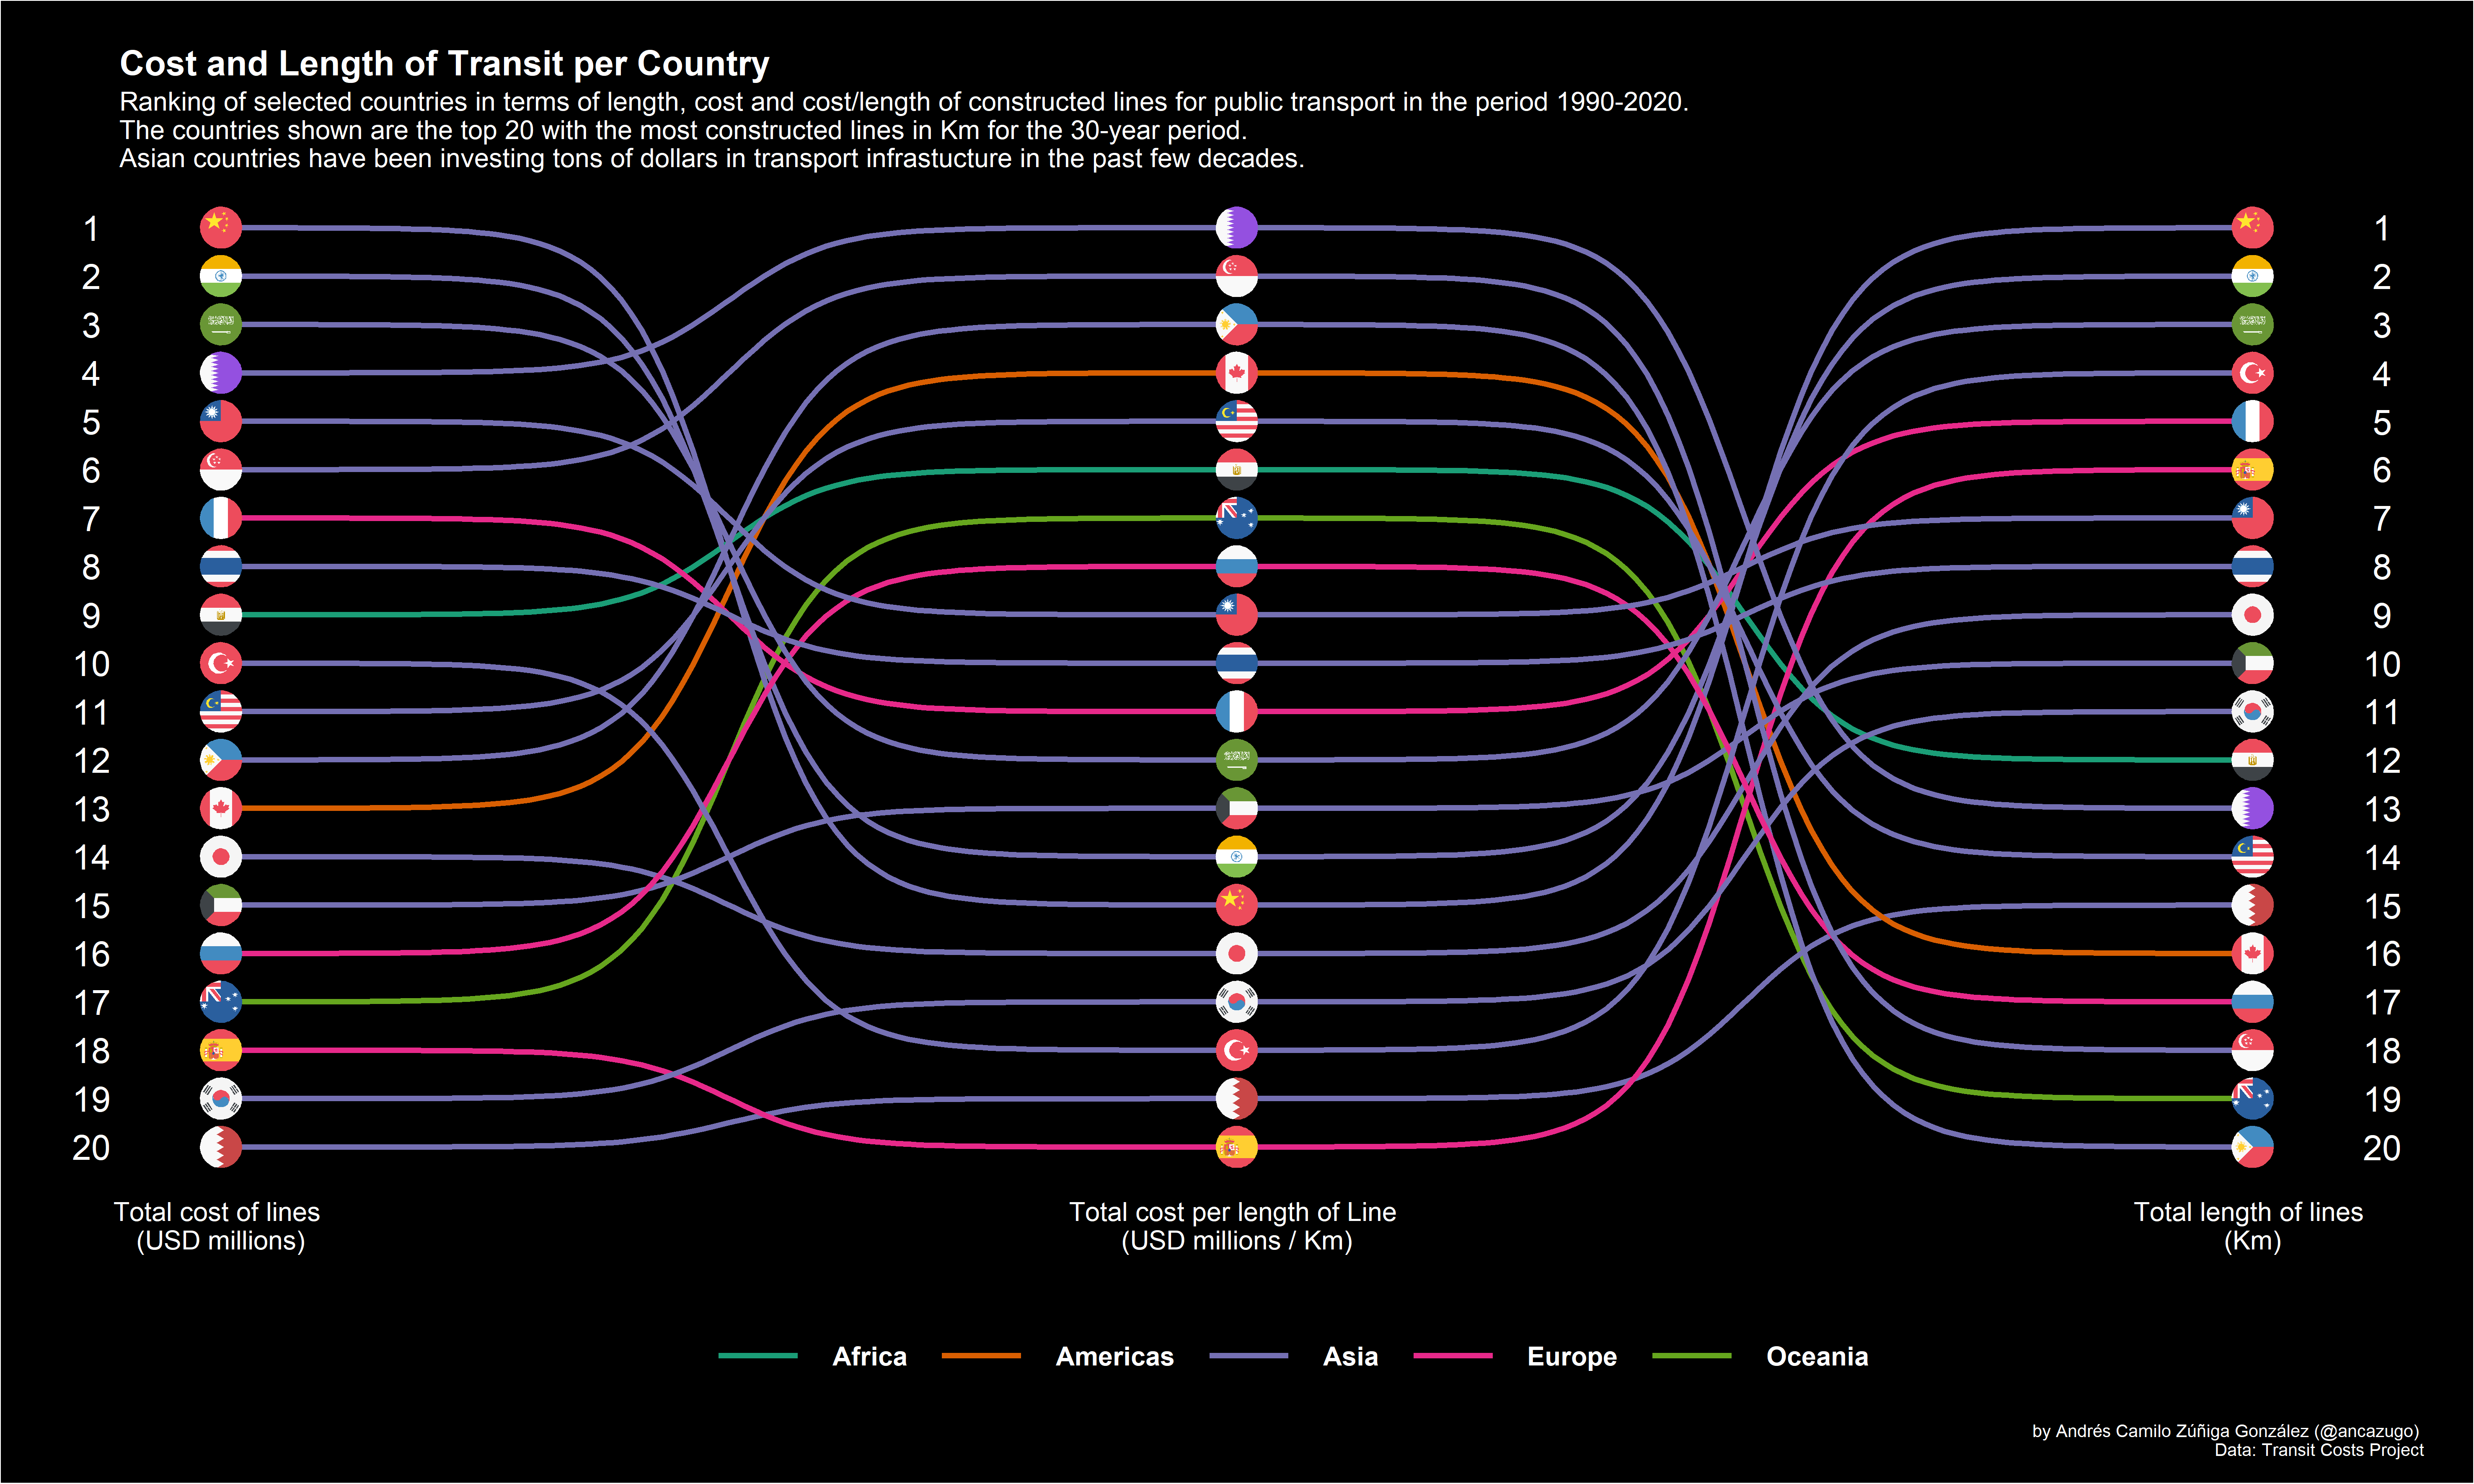 Cost and Length of Transit per Country
Ranking of selected countries in terms of length, cost and cost/length of constructed lines for public transport in the period 1990-2020.
The countries shown are the top 20 with the most constructed lines in Km for the 30-year period.
Asian countries have been investing tons of dollars in transport infrastucture in the past few decades.
1 1
2 2
3 3
4 4
5 5
6 6
7 7
8 8
9 9
10 10
11 11
12 12
13 13
14 14
15 15
16 16
17 17
18 18
19 19
20 20
Total cost of lines
(USD millions)
Total cost per length of Line
(USD millions / Km)
Total length of lines
(Km)
Africa Americas Asia Europe Oceania
by Andrés Camilo Zúñiga González (@ancazugo)
Data: Transit Costs Project